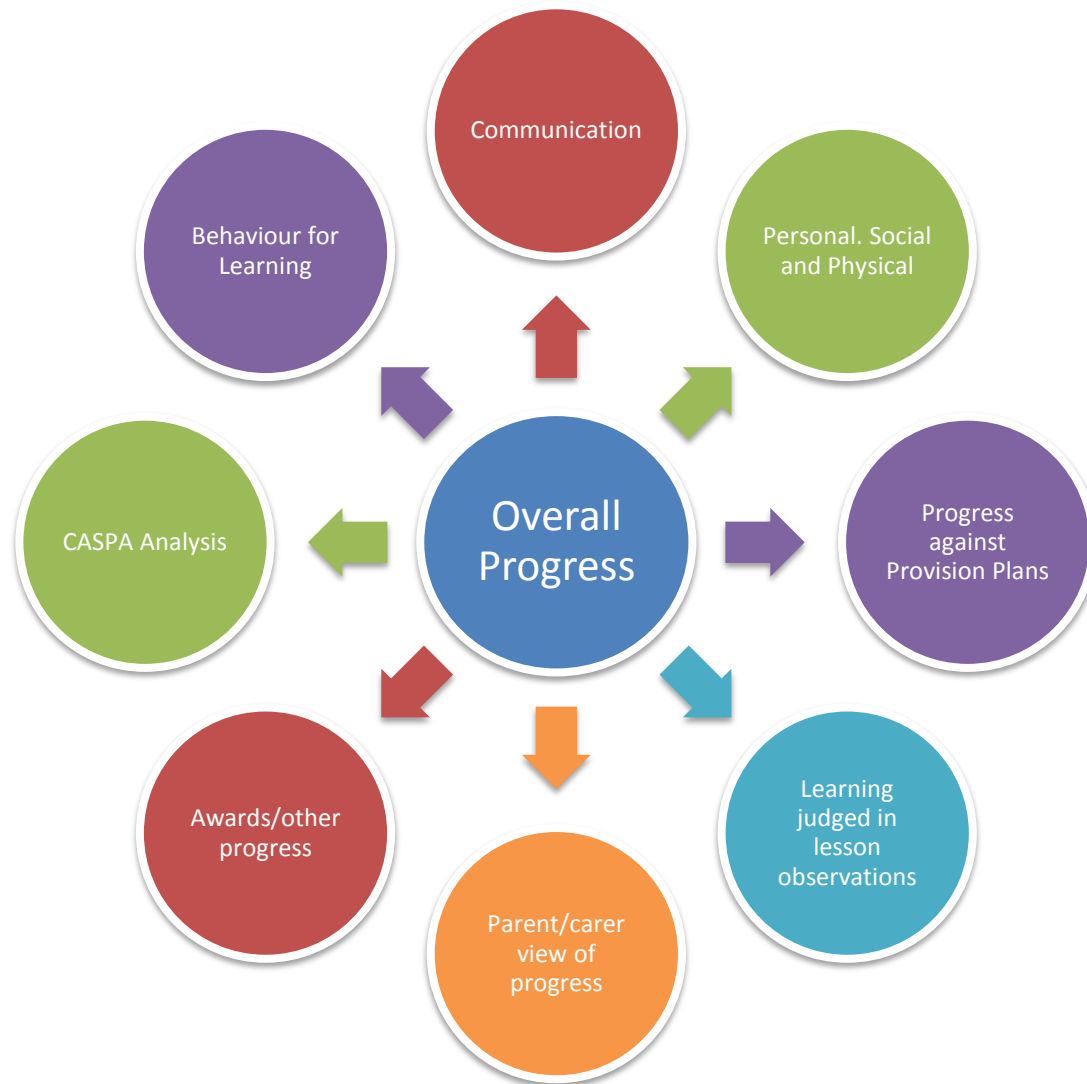 Communication
Behaviour for
Learning
Personal. Social
and Physical
CASPA Analysis
Overall
Progress
Progress
against
Provision Plans
Awards/other
progress
Learning
judged in
lesson
observations
Parent/carer
view of
progress